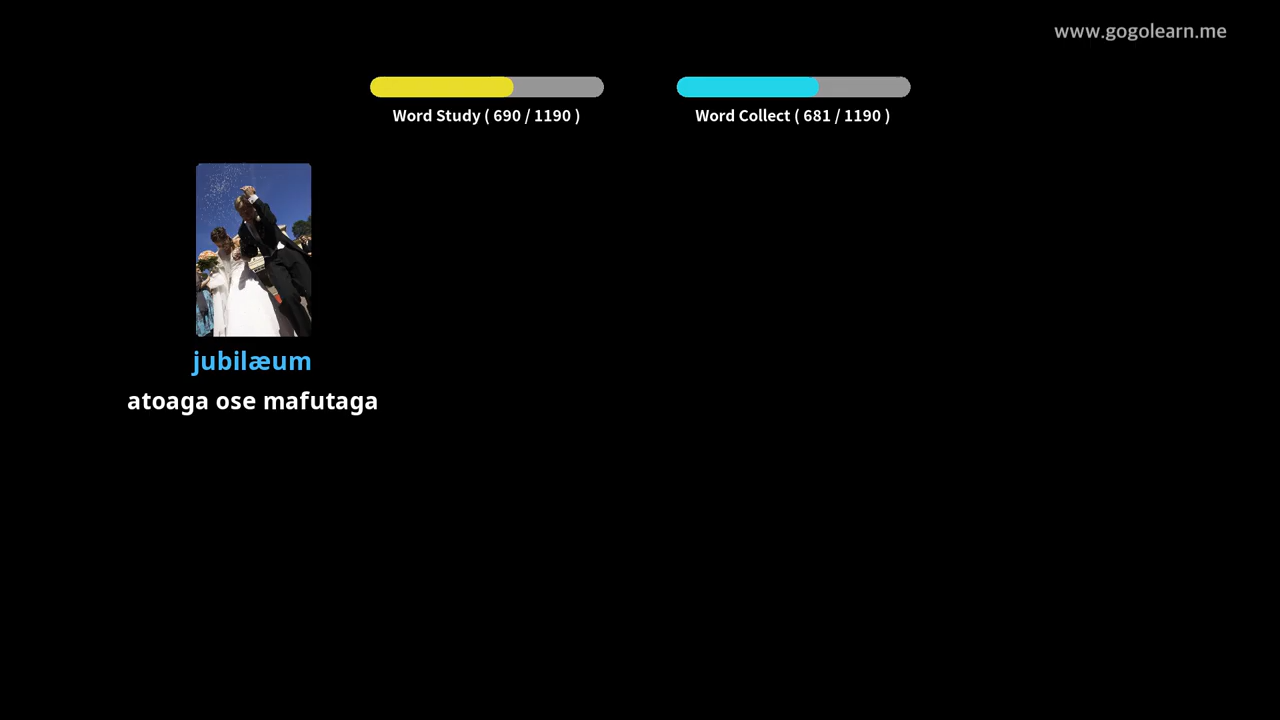 www.gogolearn.me
Word Study ( 690 / 1190 )
Word Collect ( 681 / 1190 )
jubilæum
atoaga ose mafutaga